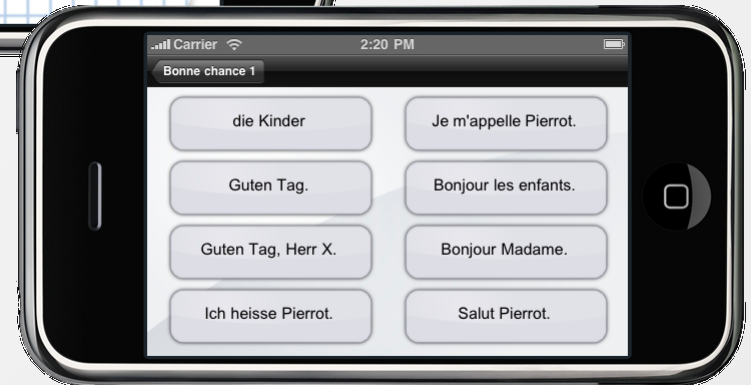 Carrier 2:20 PM
Bonne chance 1
die Kinder
Je m'appelle Pierrot.
Guten Tag.
Bonjour les enfants.
Guten Tag, Herr X.
Bonjour Madame.
Ich heisse Pierrot.
Salut Pierrot.